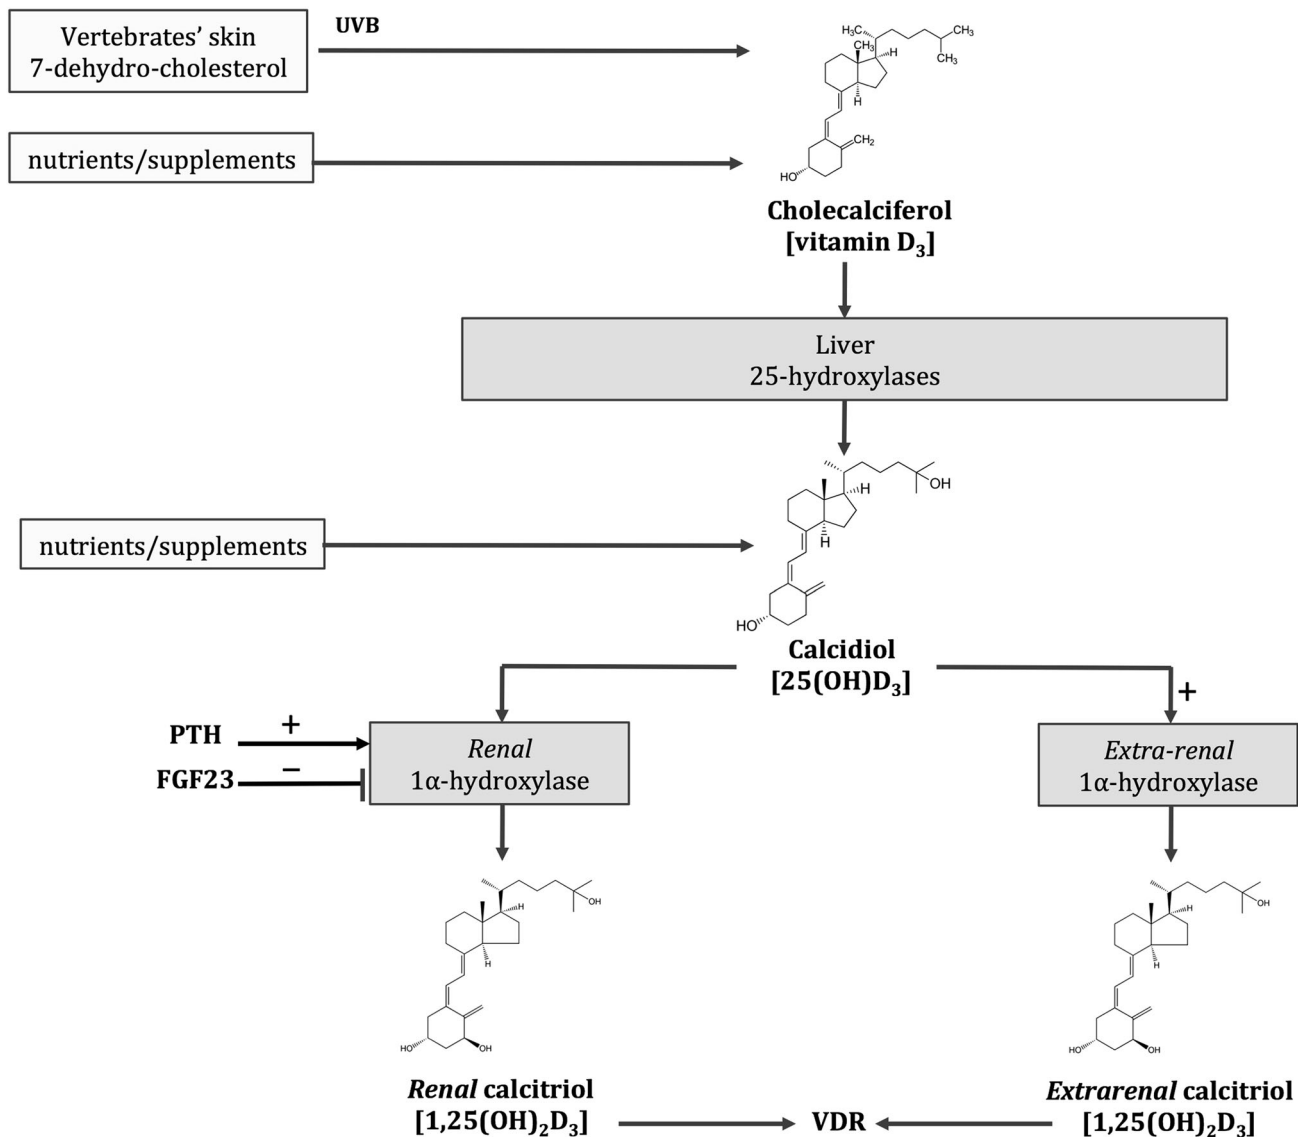 Vertebrates’ skin
7-dehydro-cholesterol
UVB
H₃C
CH₃
CH₃
H
CH₃
H
CH₂
HO
nutrients/supplements
Cholecalciferol
[vitamin D₃]
Liver
25-hydroxylases
OH
H
H
HO
nutrients/supplements
Calcidiol
[25(OH)D₃]
+
PTH
+
FGF23
−
Renal
1α-hydroxylase
Extra-renal
1α-hydroxylase
OH
H
H
HO
OH
OH
H
H
HO
OH
Renal calcitriol
[1,25(OH)₂D₃]
VDR
Extrarenal calcitriol
[1,25(OH)₂D₃]